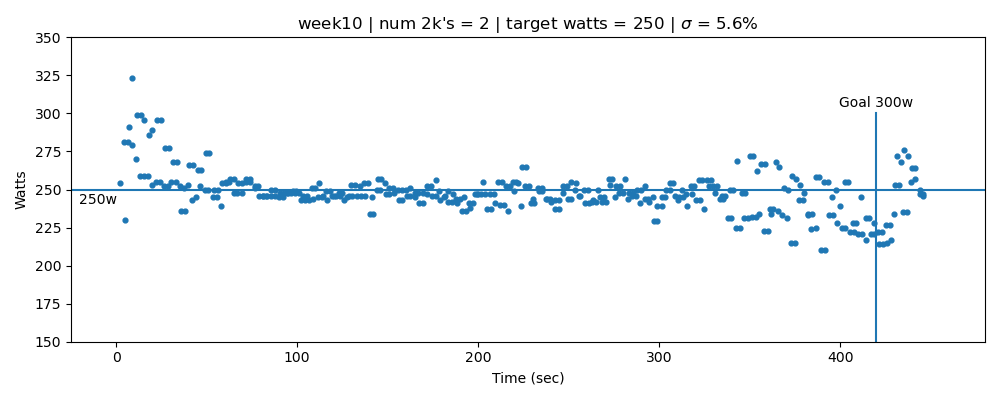 week10 | num 2k's = 2 | target watts = 250 | σ = 5.6%
350
325
Goal 300w
300
275
250
250w
225
200
175
150
Watts
0
100
200
300
400
Time (sec)